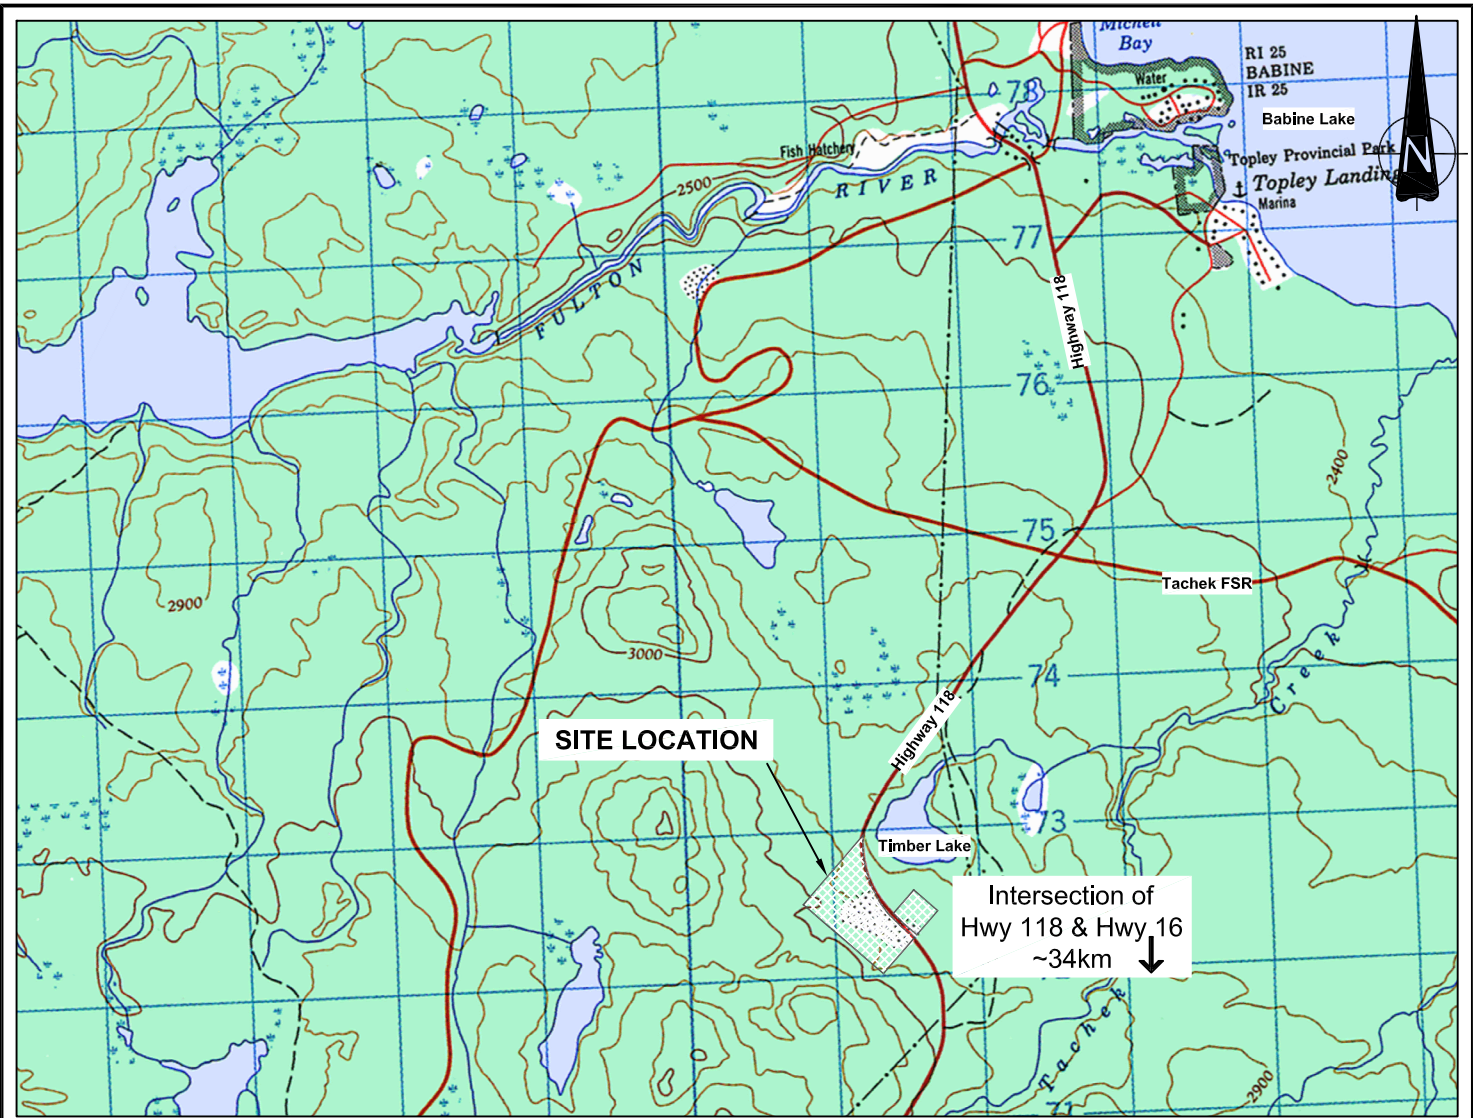 Michell
Bay
RI 25
BABINE
IR 25
Water
78
Babine Lake
N
Fish Hatchery
Topley Provincial Park
Topley Landing
Marina
2500
RIVER
FULTON
77
Highway 118
76
2400
75
Tachek FSR
2900
3000
74
Creek
Highway 118
SITE LOCATION
73
Timber Lake
Intersection of
Hwy 118 & Hwy 16
~34km
Tachek
2900
71